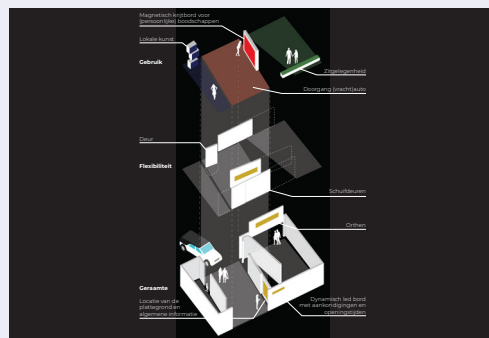 Magnetisch krijtbord voor
(persoonlijke) boodschappen
Lokale kunst
Gebruik
Zitgelegenheid
Doorgang (vracht)auto
Deur
Flexibiliteit
Schuifdeuren
Orthen
Geraamte
Locatie van de
plattegrond en
algemene informatie
Dynamisch led bord
met aankondigingen en
openingstijden